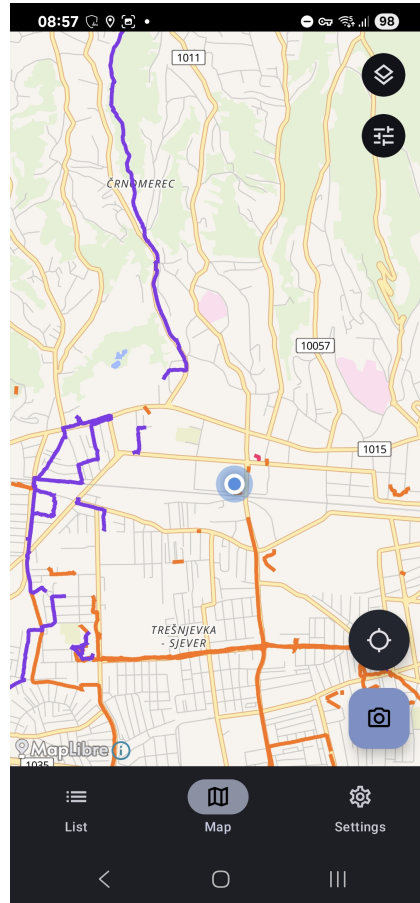 08:57
98
1011
ČRNOMEREC
10057
1015
TREŠNJEVKA
- SJEVER
MapLibre
1035
List
Map
Settings